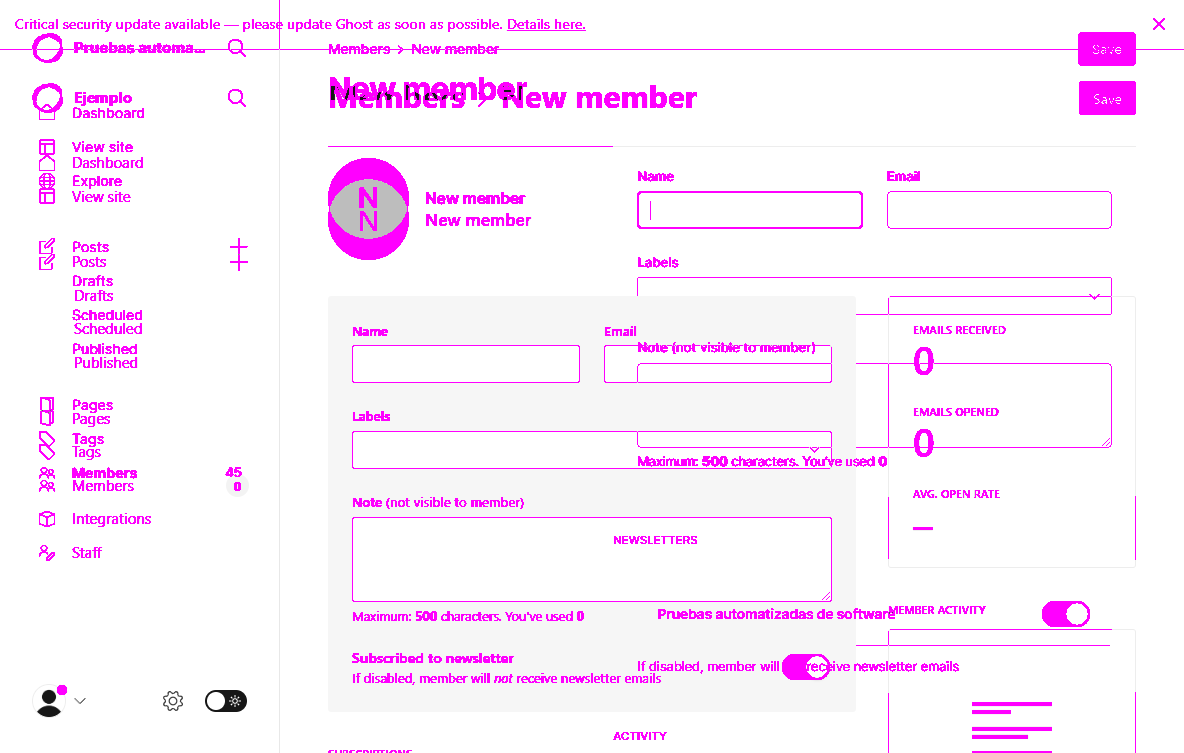 Critical security update available — please update Ghost as soon as possible. Details here.
Pruebas automa...
Members > New member
Save
New member
Members > New member
Ejemplo
Save
Dashboard
View site
Dashboard
Explore
View site
Posts
Posts
Drafts
Drafts
Scheduled
Scheduled
Published
Published
Pages
Pages
Tags
Tags
Members
45
Members
0
Integrations
Staff
N
N
New member
New member
Name
Email
Labels
Note (not visible to member)
Maximum: 500 characters. You've used 0
Name
Email
Labels
Note (not visible to member)
Maximum: 500 characters. You've used 0
NEWSLETTERS
Pruebas automatizadas de software
Subscribed to newsletter
If disabled, member will not receive newsletter emails
If disabled, member will receive newsletter emails
EMAILS RECEIVED
0
EMAILS OPENED
0
AVG. OPEN RATE
—
MEMBER ACTIVITY
ACTIVITY
SUBSCRIPTIONS